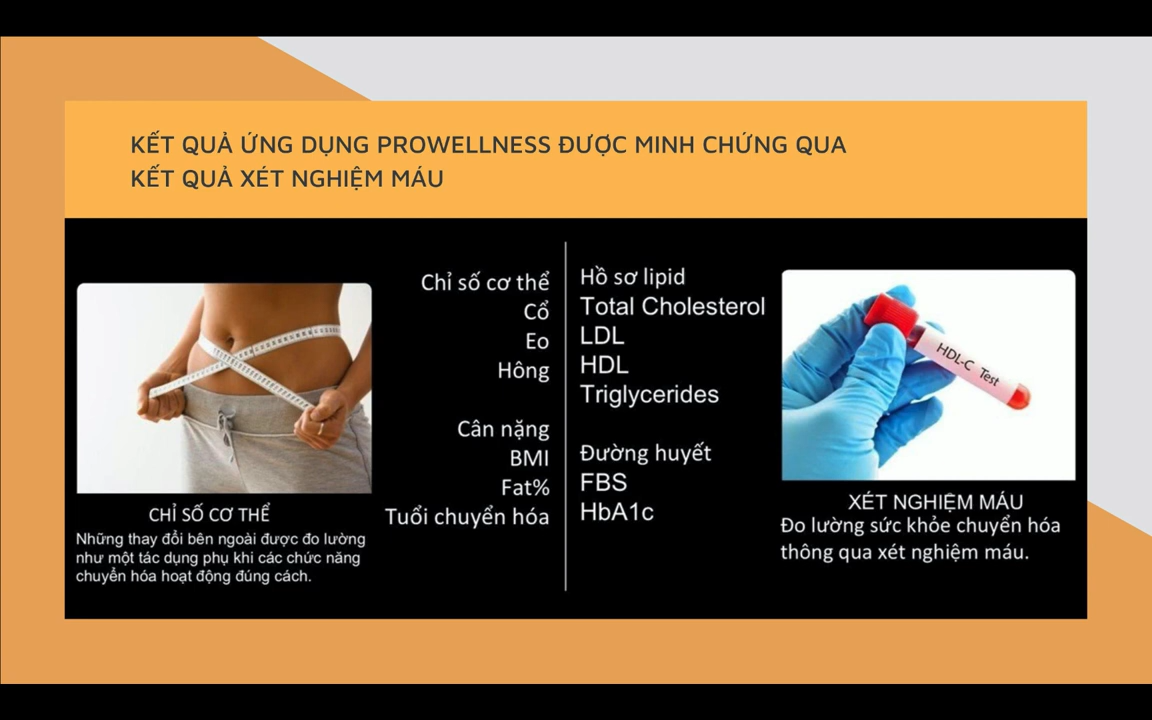 KẾT QUẢ ỨNG DỤNG PROWELLNESS ĐƯỢC MINH CHỨNG QUA
KẾT QUẢ XÉT NGHIỆM MÁU
Chỉ số cơ thể
Cổ
Eo
Hông
Cân nặng
BMI
Fat%
Tuổi chuyển hóa
CHỈ SỐ CƠ THỂ
Những thay đổi bên ngoài được đo lường
như một tác dụng phụ khi các chức năng
chuyển hóa hoạt động đúng cách.
Hồ sơ lipid
Total Cholesterol
LDL
HDL
Triglycerides
Đường huyết
FBS
HbA1c
HDL-C Test
XÉT NGHIỆM MÁU
Đo lường sức khỏe chuyển hóa
thông qua xét nghiệm máu.